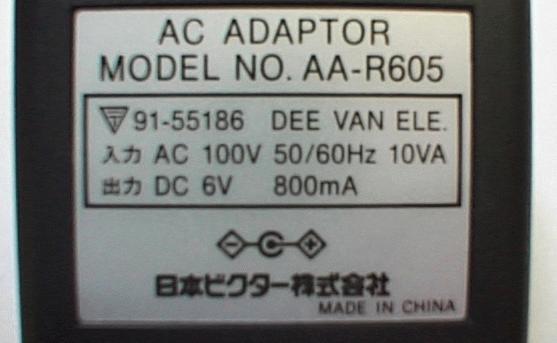 AC ADAPTOR
MODEL NO. AA-R605
91-55186 DEE VAN ELE.
入力 AC 100V 50/60Hz 10VA
出力 DC 6V 800mA
日本ビクター株式会社
MADE IN CHINA